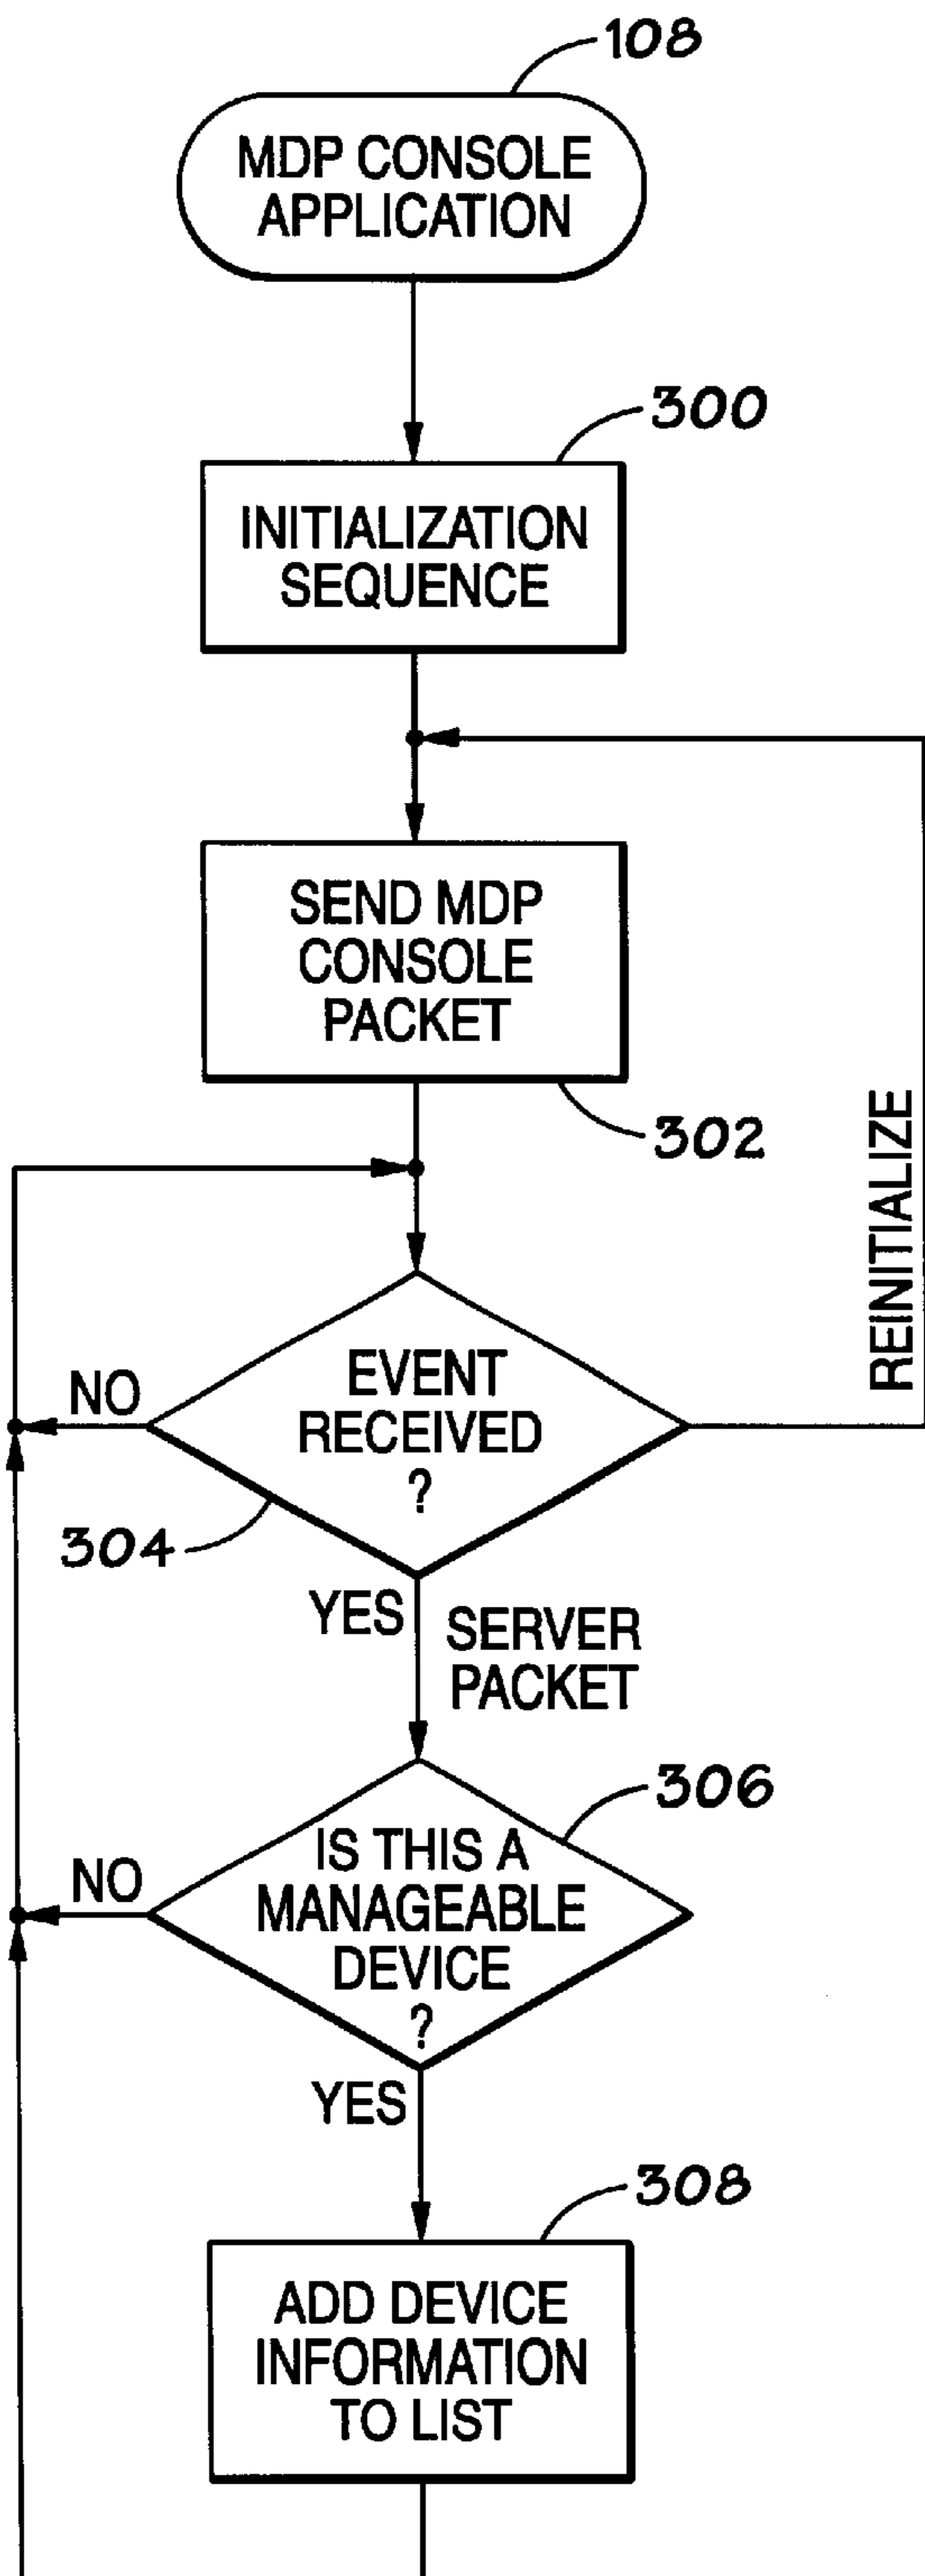 108
MDP CONSOLE
APPLICATION
300
INITIALIZATION
SEQUENCE
SEND MDP
CONSOLE
PACKET
302
REINITIALIZE
NO
EVENT
RECEIVED
?
304
YES
SERVER
PACKET
306
NO
IS THIS A
MANAGEABLE
DEVICE
?
YES
308
ADD DEVICE
INFORMATION
TO LIST